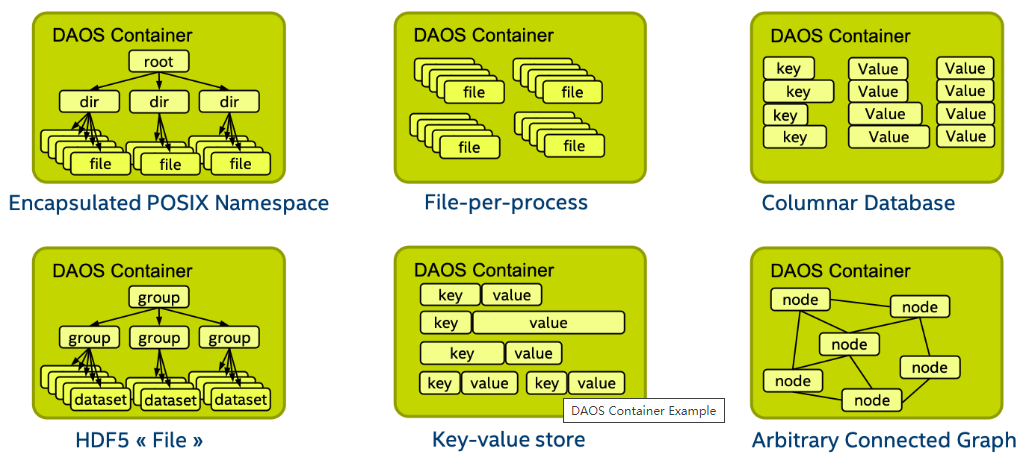 DAOS Container
root
dir dir dir
file file file
Encapsulated POSIX Namespace
DAOS Container
file file
file file
File-per-process
DAOS Container
key Value Value
key Value Value
key Value Value
key Value Value
Columnar Database
DAOS Container
group
group group group
dataset dataset dataset
HDF5 « File »
DAOS Container
key value
key value
key value
key value key value
DAOS Container Example
Key-value store
DAOS Container
node node
node
node
node
node
Arbitrary Connected Graph